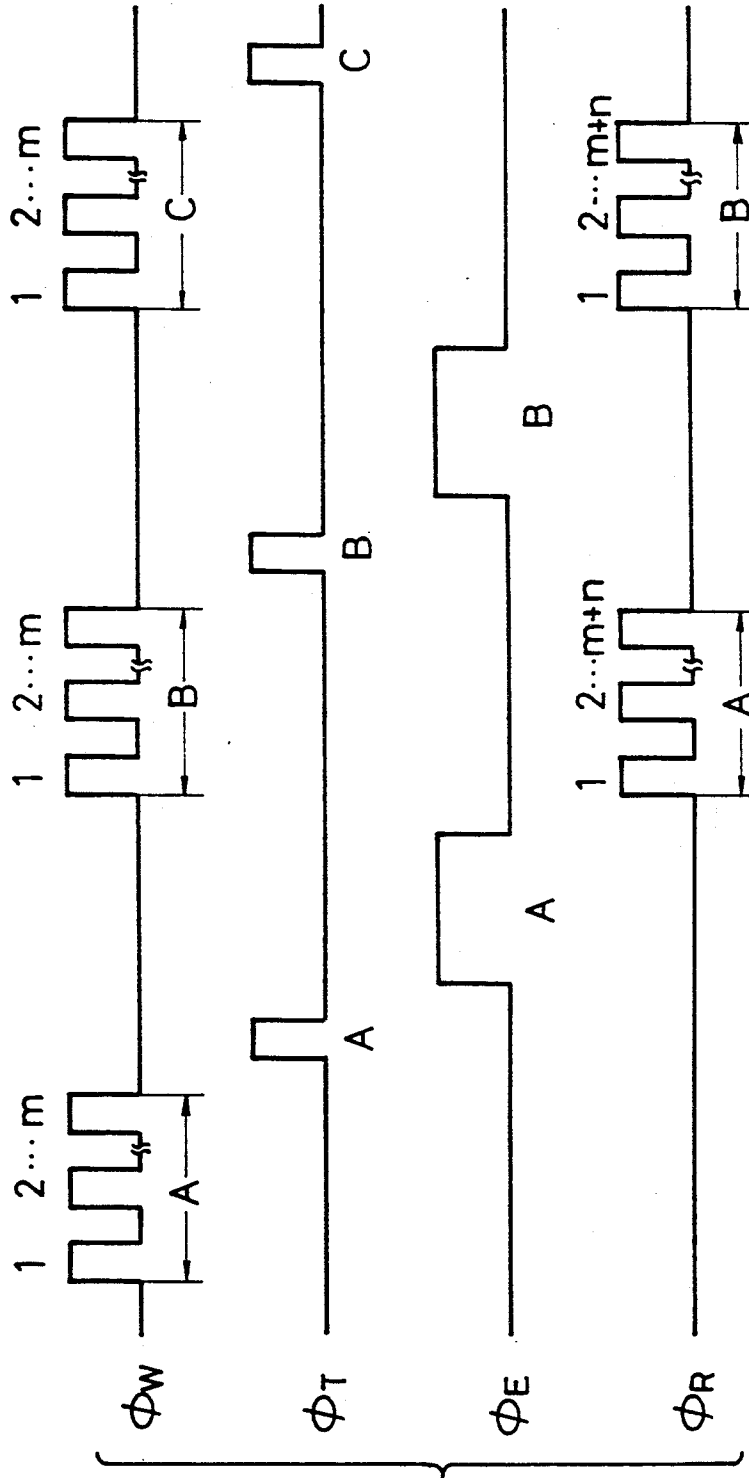 1 2···m 1 2···m 1 2···m
ϕW
A B C
ϕT
A B C
ϕE
A B
1 2···m+n 1 2···m+n
ϕR
A B